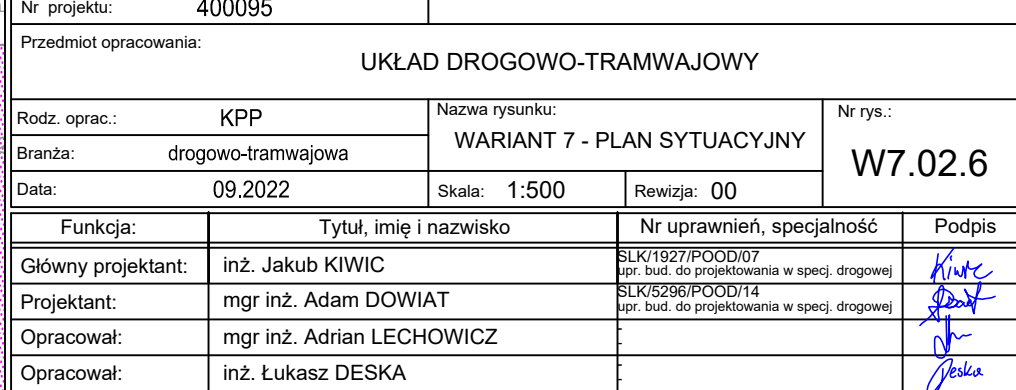 Nr projektu: 400095
Przedmiot opracowania:
UKŁAD DROGOWO-TRAMWAJOWY
Rodz. oprac.: KPP
Nazwa rysunku:
WARIANT 7 - PLAN SYTUACYJNY
Nr rys.:
W7.02.6
Branża: drogowo-tramwajowa
Data: 09.2022
Skala: 1:500
Rewizja: 00
Funkcja: Tytuł, imię i nazwisko Nr uprawnień, specjalność Podpis
Główny projektant: inż. Jakub KIWIC
SLK/1927/POOD/07
upr. bud. do projektowania w specj. drogowej
Kiwic
Projektant: mgr inż. Adam DOWIAT
SLK/5296/POOD/14
upr. bud. do projektowania w specj. drogowej
Opracował: mgr inż. Adrian LECHOWICZ
-
-
Opracował: inż. Łukasz DESKA
-
-
Deska